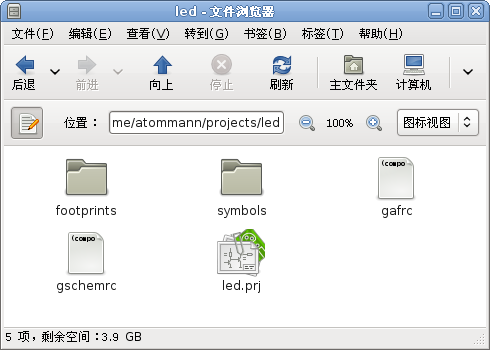 led - 文件浏览器
文件(F) 编辑(E) 查看(V) 转到(G) 书签(B) 标签(T) 帮助(H)
后退 前进 向上 停止 刷新 主文件夹 计算机
位置： me/atommann/projects/led 100% 图标视图
(compo
footprints symbols gafrc
(compo
gschemrc led.prj
5 项，剩余空间：3.9 GB